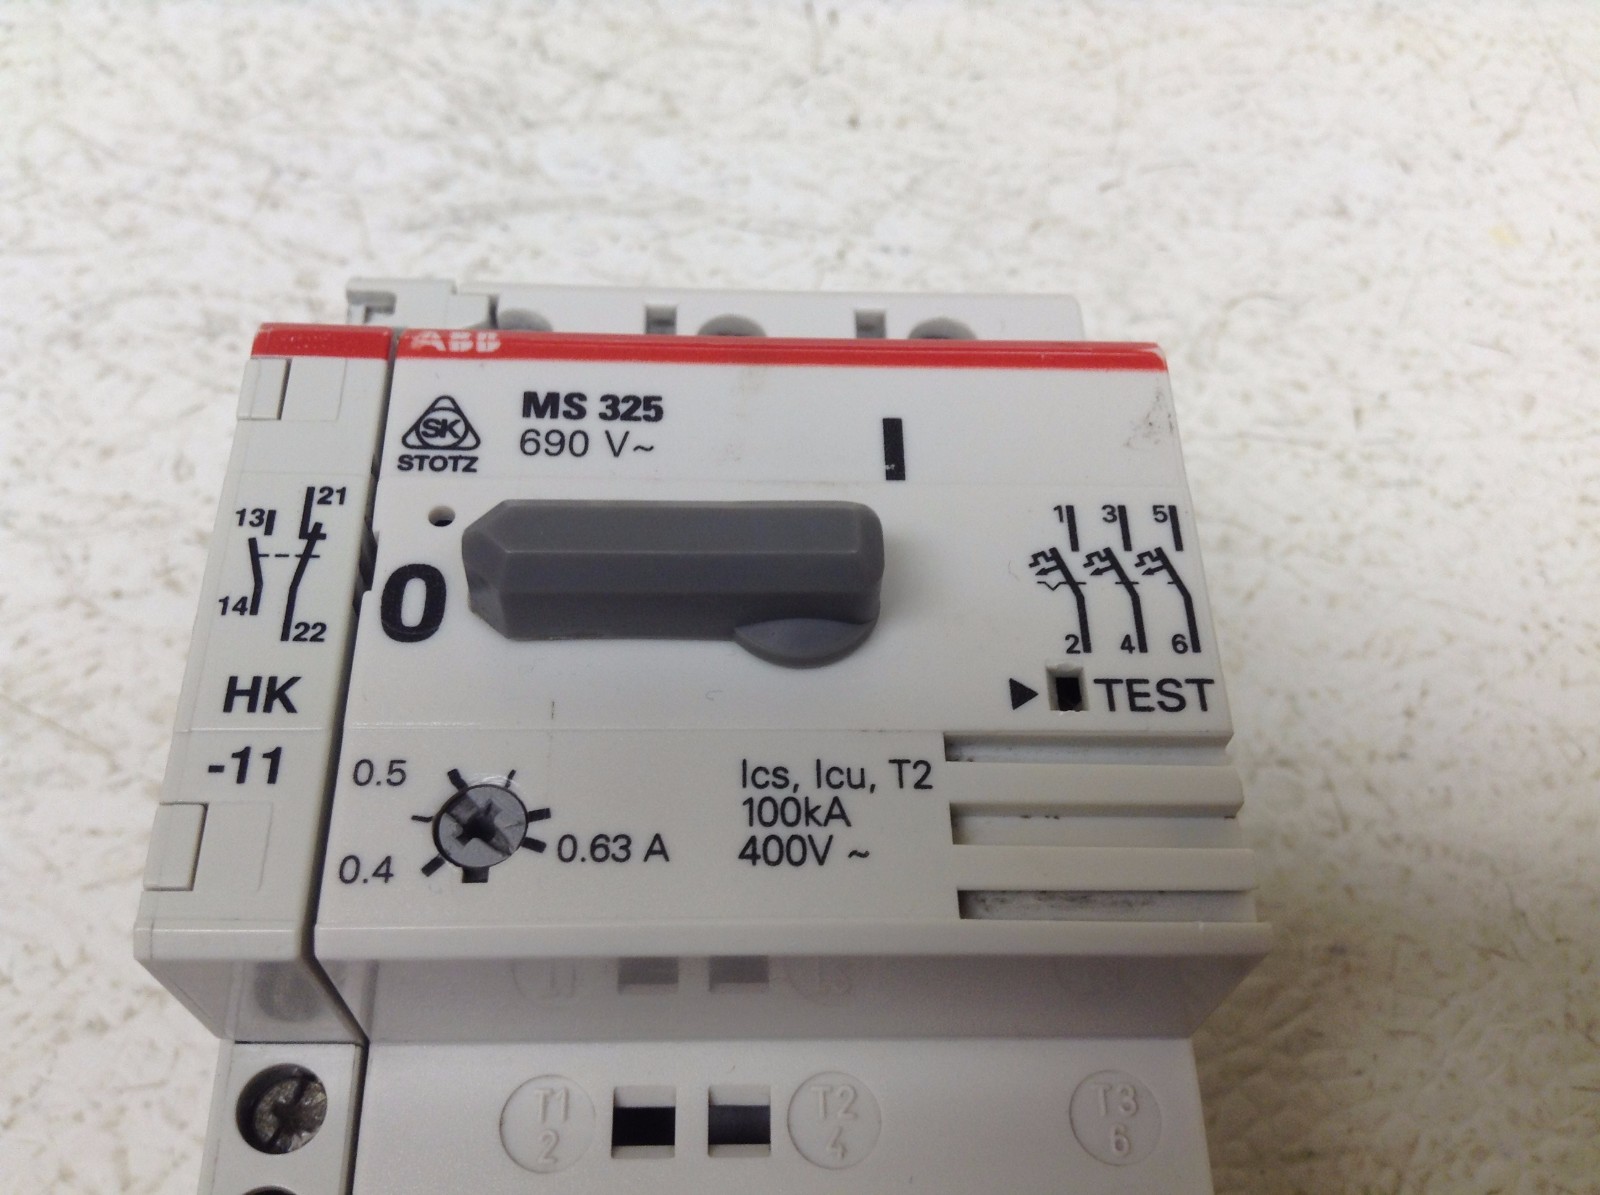 ABB
SK
STOTZ
MS 325
690 V~
I
0
13 21
14 22
HK
-11
1 3 5
2 4 6
TEST
0.5
0.4
0.63 A
Ics, Icu, T2
100kA
400V ~
T1
2
T2
4
T3
6